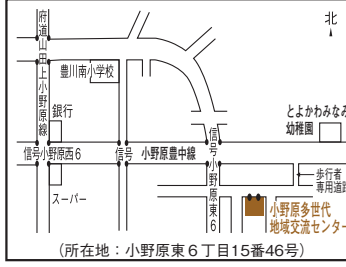 北
府道山田上小野原線
豊川南小学校
銀行
とよかわみなみ
幼稚園
信号
小野原西6
信号
小野原豊中線
信号
小野原東6
歩行者
専用道路
スーパー
小野原多世代
地域交流センター
(所在地：小野原東6丁目15番46号)